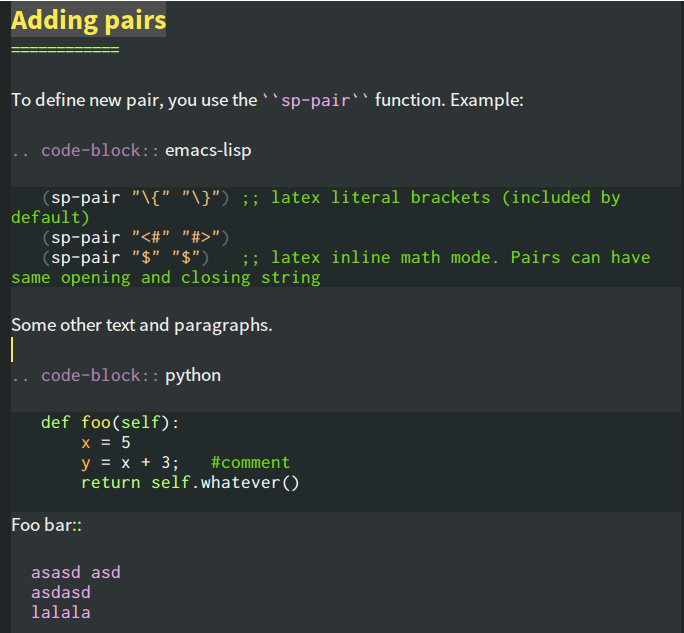 Adding pairs
============
To define new pair, you use the ``sp-pair`` function. Example:
.. code-block:: emacs-lisp
(sp-pair "\{" "\}") ;; latex literal brackets (included by
default)
(sp-pair "<#" "#>")
(sp-pair "$" "$")   ;; latex inline math mode. Pairs can have
same opening and closing string
Some other text and paragraphs.
.. code-block:: python
def foo(self):
x = 5
y = x + 3;   #comment
return self.whatever()
Foo bar::
asasd asd
asdasd
lalala